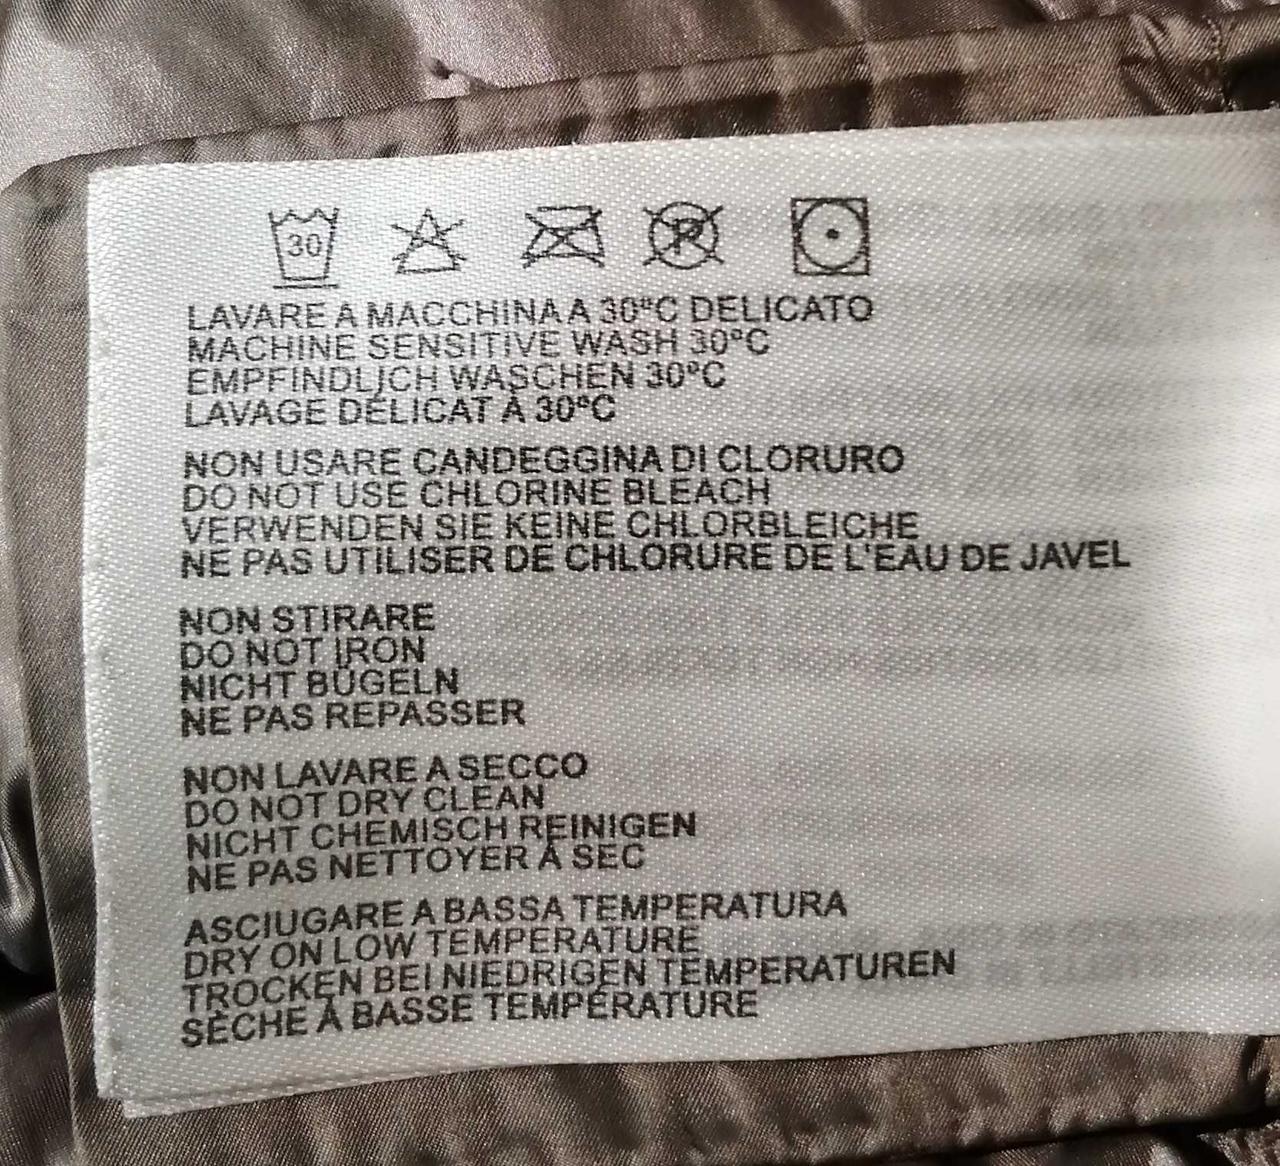 30 P
LAVARE A MACCHINA A 30°C DELICATO
MACHINE SENSITIVE WASH 30°C
EMPFINDLICH WASCHEN 30°C
LAVAGE DÉLICAT À 30°C
NON USARE CANDEGGINA DI CLORURO
DO NOT USE CHLORINE BLEACH
VERWENDEN SIE KEINE CHLORBLEICHE
NE PAS UTILISER DE CHLORURE DE L'EAU DE JAVEL
NON STIRARE
DO NOT IRON
NICHT BÜGELN
NE PAS REPASSER
NON LAVARE A SECCO
DO NOT DRY CLEAN
NICHT CHEMISCH REINIGEN
NE PAS NETTOYER À SEC
ASCIUGARE A BASSA TEMPERATURA
DRY ON LOW TEMPERATURE
TROCKEN BEI NIEDRIGEN TEMPERATUREN
SÈCHE À BASSE TEMPÉRATURE